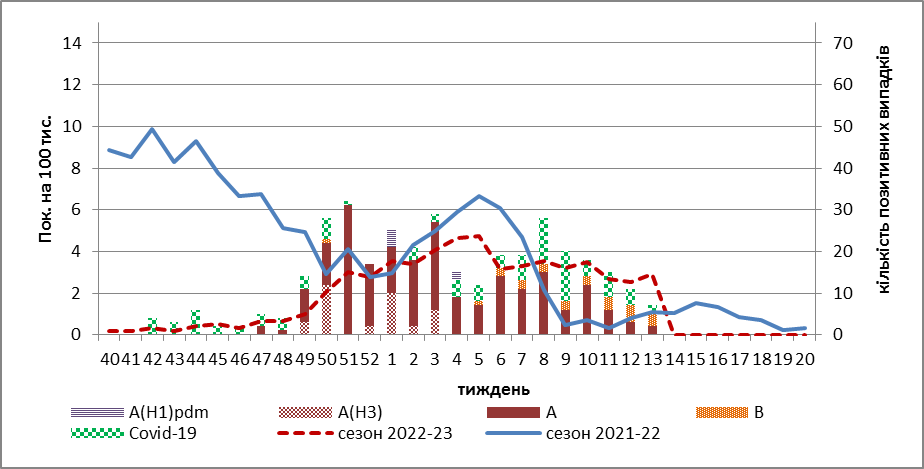 14
12
10
8
6
4
2
0
Пок. на 100 тис.
70
60
50
40
30
20
10
0
кількість позитивних випадків
40 41 42 43 44 45 46 47 48 49 50 51 52 1 2 3 4 5 6 7 8 9 10 11 12 13 14 15 16 17 18 19 20
тиждень
А(H1)pdm А(H3) А В
Covid-19 сезон 2022-23 сезон 2021-22